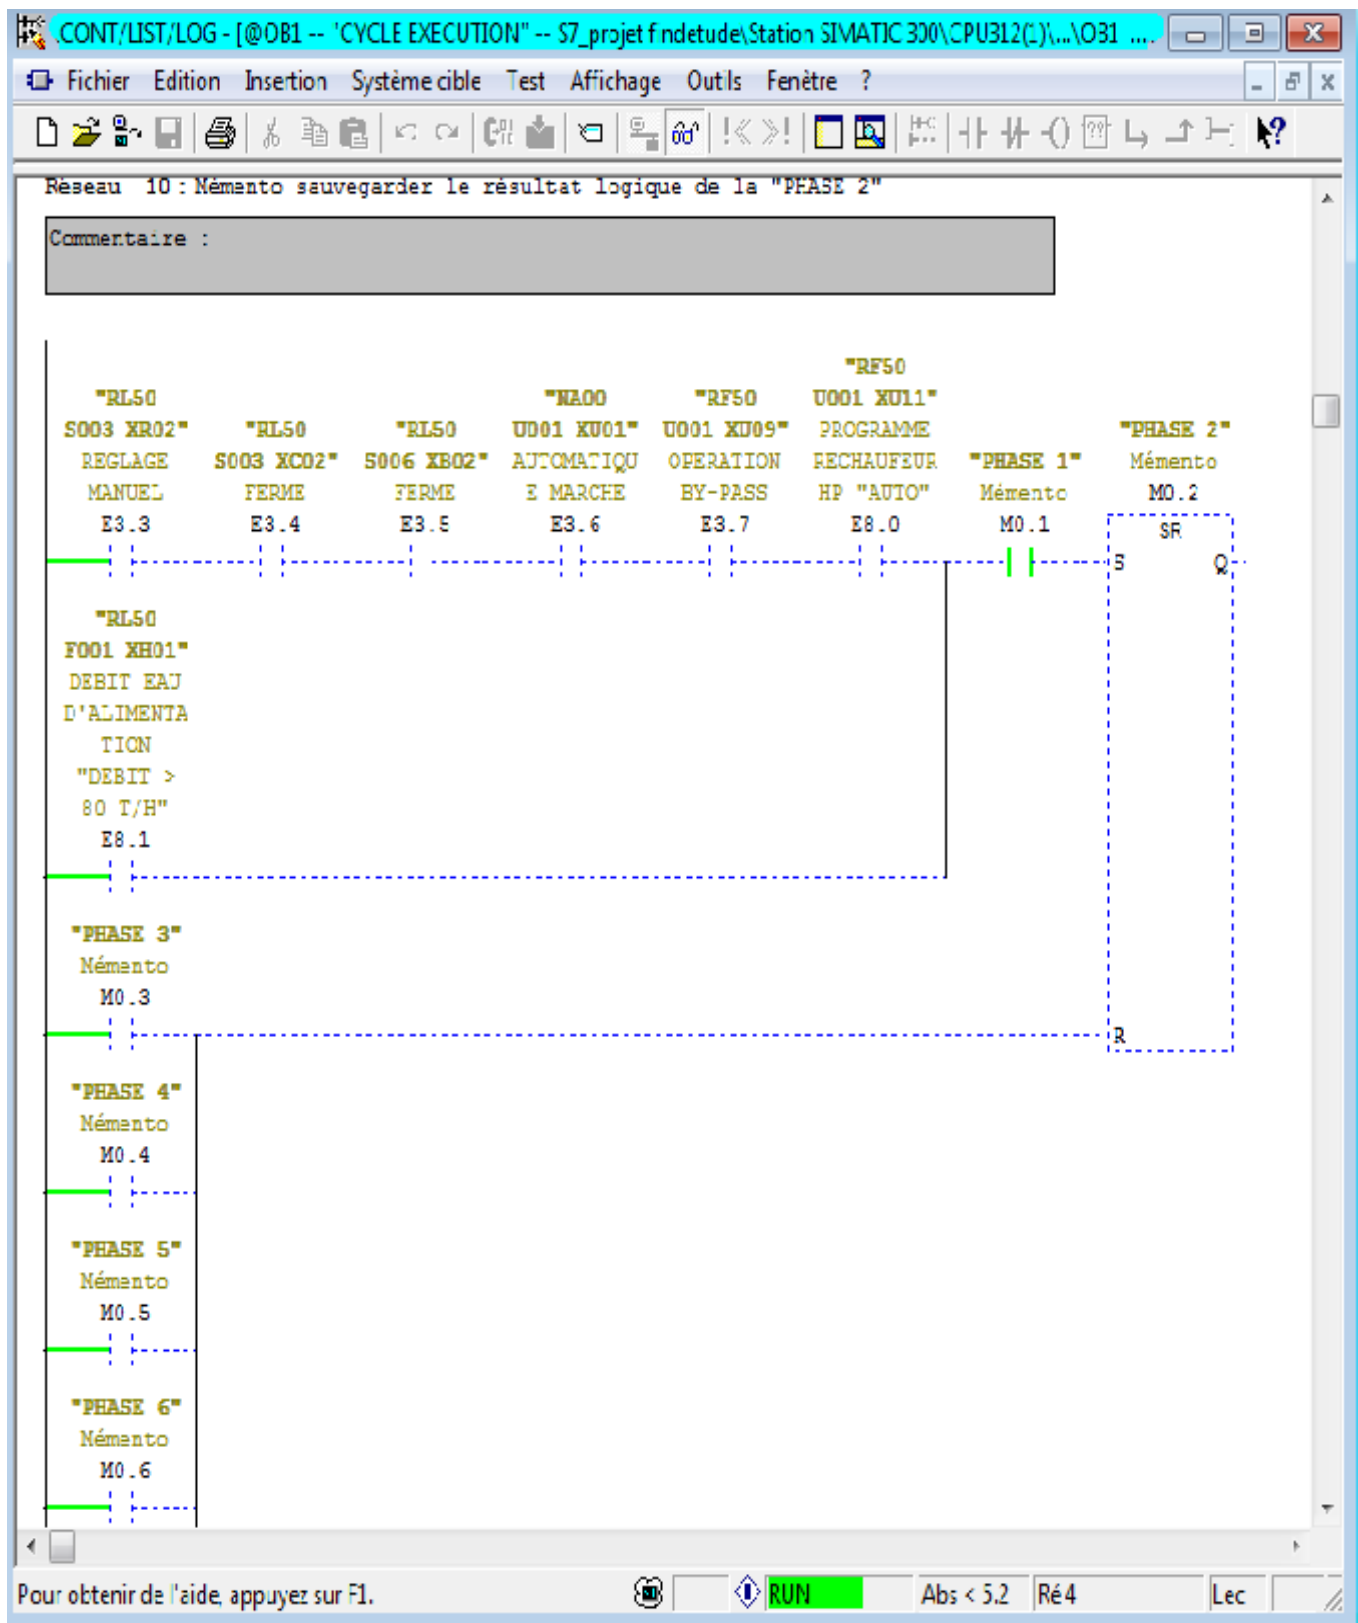 .CONT/LIST/LOG - [@OB1 -- "CYCLE EXECUTION" -- S7_projet findetude\Station SIMATIC 300\CPU312(1)\...\OB1 ....
Fichier Edition Insertion Système cible Test Affichage Outils Fenêtre ?
Réseau 10 : Mémento sauvegarder le résultat logique de la "PHASE 2"
Commentaire :
"RL50 S003 XR02" REGLAGE MANUEL E3.3
"RL50 S003 XC02" FERME E3.4
"RL50 S006 XB02" FERME E3.5
"NA00 U001 XU01" AUTOMATIQU E MARCHE E3.6
"RF50 U001 XU09" OPERATION BY-PASS E3.7
"RF50 U001 XU11" PROGRAMME RECHAUFEUR HP "AUTO" E8.0
"PHASE 1" Mémento M0.1
"PHASE 2" Mémento M0.2
SR
S Q
"RL50
F001 XH01"
DEBIT EAU
D'ALIMENTA
TION
"DEBIT >
80 T/H"
E8.1
"PHASE 3"
Mémento
M0.3
R
"PHASE 4"
Mémento
M0.4
"PHASE 5"
Mémento
M0.5
"PHASE 6"
Mémento
M0.6
Pour obtenir de l'aide, appuyez sur F1.
RUN
Abs < 5.2
Ré 4
Lec